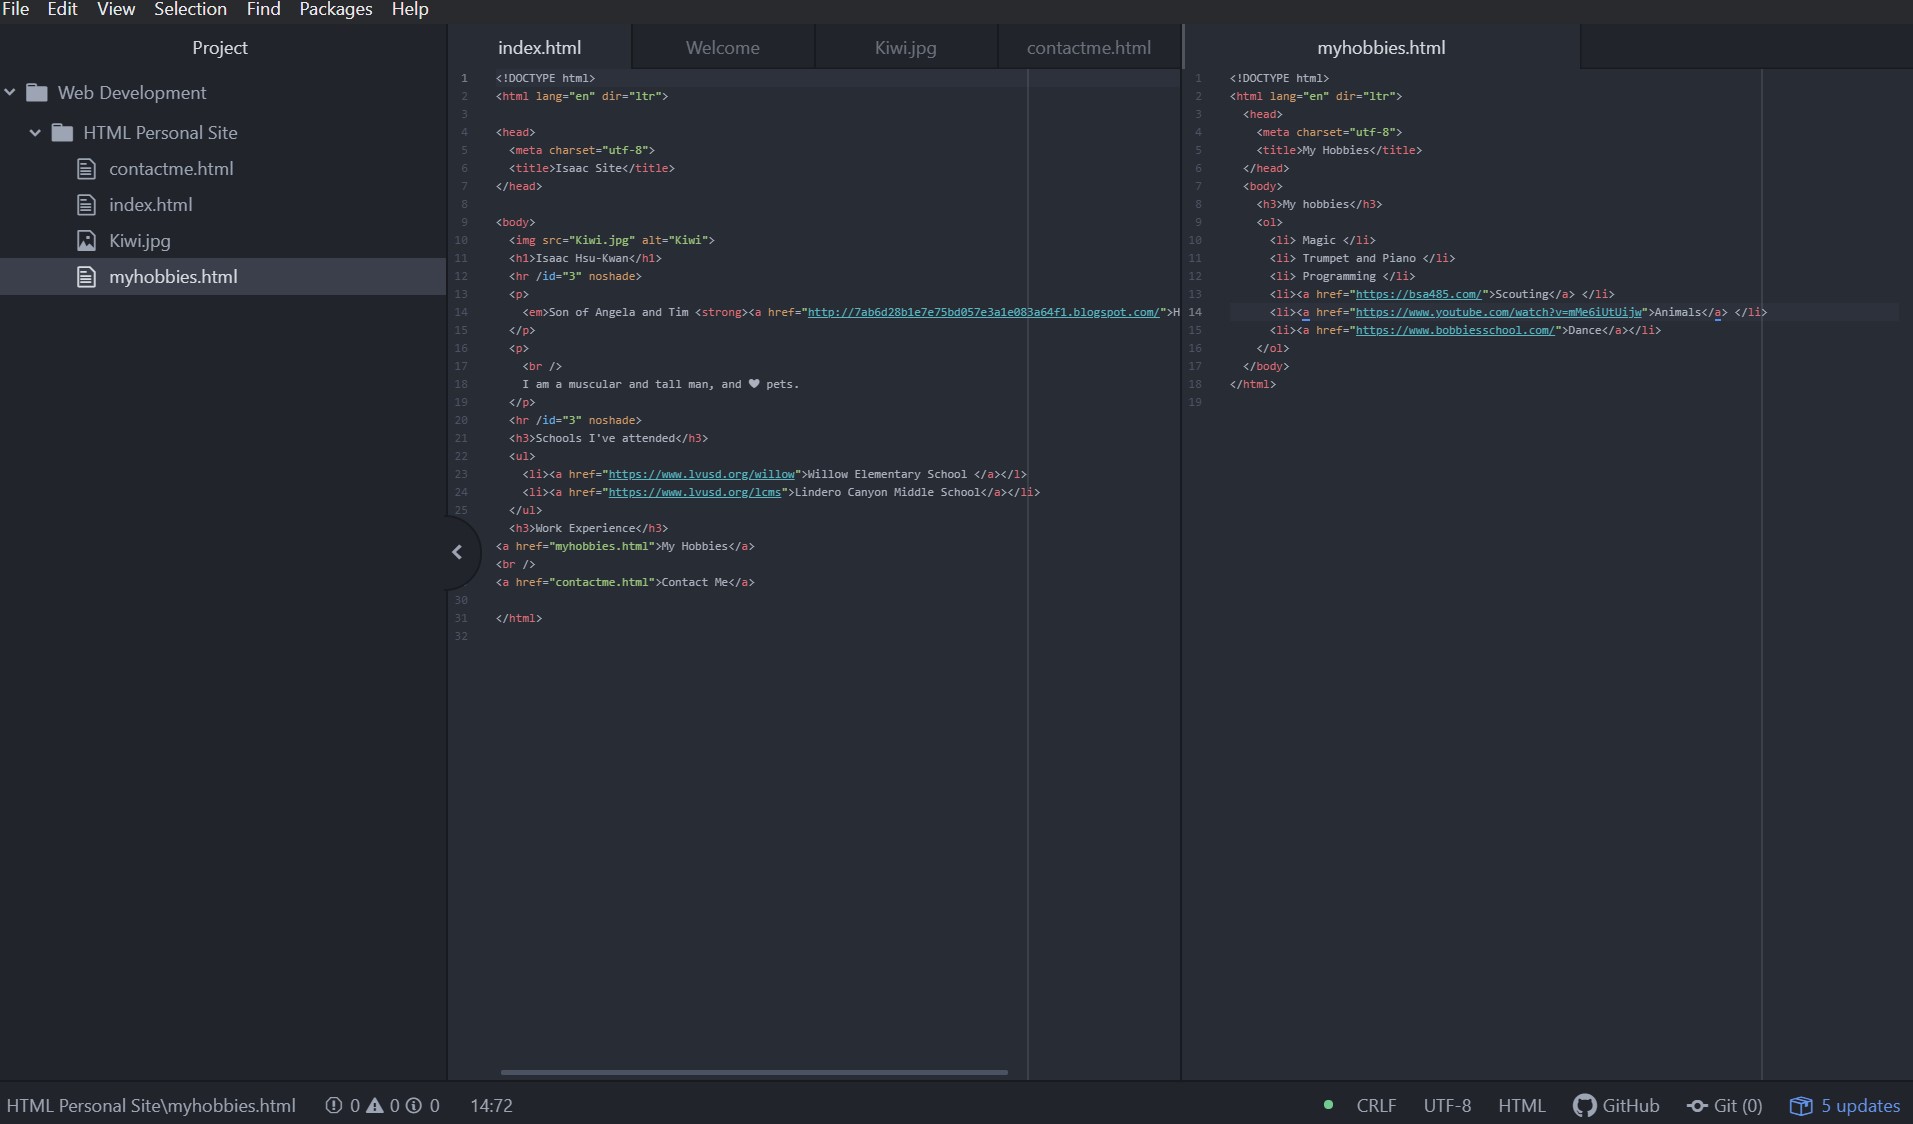 File Edit View Selection Find Packages Help
Project
Web Development
HTML Personal Site
contactme.html
index.html
Kiwi.jpg
myhobbies.html
index.html Welcome Kiwi.jpg contactme.html
1 <!DOCTYPE html>
2 <html lang="en" dir="ltr">
3
4 <head>
5 <meta charset="utf-8">
6 <title>Isaac Site</title>
7 </head>
8
9 <body>
10 <img src="Kiwi.jpg" alt="Kiwi">
11 <h1>Isaac Hsu-Kwan</h1>
12 <hr /id="3" noshade>
13 <p>
14 <em>Son of Angela and Tim <strong><a href="http://7ab6d28b1e7e75bd057e3a1e083a64f1.blogspot.com/">H
15 </p>
16 <p>
17 <br />
18 I am a muscular and tall man, and ♥ pets.
19 </p>
20 <hr /id="3" noshade>
21 <h3>Schools I've attended</h3>
22 <ul>
23 <li><a href="https://www.lvusd.org/willow">Willow Elementary School </a></l>
24 <li><a href="https://www.lvusd.org/lcms">Lindero Canyon Middle School</a></li>
25 </ul>
<h3>Work Experience</h3>
<a href="myhobbies.html">My Hobbies</a>
<br />
<a href="contactme.html">Contact Me</a>
30
31 </html>
32
myhobbies.html
1 <!DOCTYPE html>
2 <html lang="en" dir="ltr">
3 <head>
4 <meta charset="utf-8">
5 <title>My Hobbies</title>
6 </head>
7 <body>
8 <h3>My hobbies</h3>
9 <ol>
10 <li> Magic </li>
11 <li> Trumpet and Piano </li>
12 <li> Programming </li>
13 <li><a href="https://bsa485.com/">Scouting</a> </li>
14 <li><a href="https://www.youtube.com/watch?v=mMe6iUtUijw">Animals</a> </li>
15 <li><a href="https://www.bobbiesschool.com/">Dance</a></li>
16 </ol>
17 </body>
18 </html>
19
HTML Personal Site\myhobbies.html 0 0 0 14:72 CRLF UTF-8 HTML GitHub Git (0) 5 updates